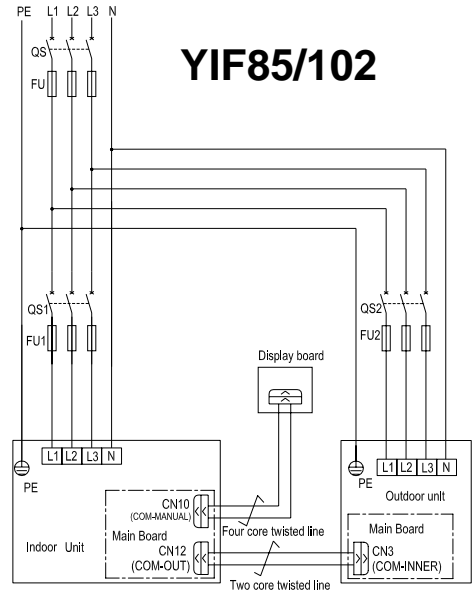 PE L1 L2 L3 N
YIF85/102
QS
FU
QS1
FU1
QS2
FU2
Display board
L1 L2 L3 N
PE
CN10
(COM-MANUAL)
Main Board
CN12
(COM-OUT)
Indoor Unit
Four core twisted line
Two core twisted line
L1 L2 L3 N
PE
Outdoor unit
Main Board
CN3
(COM-INNER)